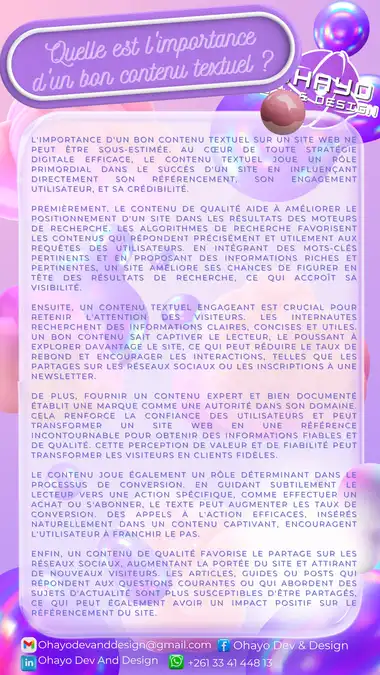 Quelle est l'importance
d'un bon contenu textuel ?
OHAYO
& DESIGN
L'IMPORTANCE D'UN BON CONTENU TEXTUEL SUR UN SITE WEB NE
PEUT ÊTRE SOUS-ESTIMÉE. AU CŒUR DE TOUTE STRATÉGIE
DIGITALE EFFICACE, LE CONTENU TEXTUEL JOUE UN RÔLE
PRIMORDIAL DANS LE SUCCÈS D'UN SITE EN INFLUENÇANT
DIRECTEMENT SON RÉFÉRENCEMENT, SON ENGAGEMENT
UTILISATEUR, ET SA CRÉDIBILITÉ.
PREMIÈREMENT, LE CONTENU DE QUALITÉ AIDE À AMÉLIORER LE
POSITIONNEMENT D'UN SITE DANS LES RÉSULTATS DES MOTEURS
DE RECHERCHE. LES ALGORITHMES DE RECHERCHE FAVORISENT
LES CONTENUS QUI RÉPONDENT PRÉCISÉMENT ET UTILEMENT AUX
REQUÊTES DES UTILISATEURS. EN INTÉGRANT DES MOTS-CLÉS
PERTINENTS ET EN PROPOSANT DES INFORMATIONS RICHES ET
PERTINENTES, UN SITE AMÉLIORE SES CHANCES DE FIGURER EN
TÊTE DES RÉSULTATS DE RECHERCHE, CE QUI ACCROÎT SA
VISIBILITÉ.
ENSUITE, UN CONTENU TEXTUEL ENGAGEANT EST CRUCIAL POUR
RETENIR L'ATTENTION DES VISITEURS. LES INTERNAUTES
RECHERCHENT DES INFORMATIONS CLAIRES, CONCISES ET UTILES.
UN BON CONTENU SAIT CAPTIVER LE LECTEUR, LE POUSSANT À
EXPLORER DAVANTAGE LE SITE, CE QUI PEUT RÉDUIRE LE TAUX DE
REBOND ET ENCOURAGER LES INTERACTIONS, TELLES QUE LES
PARTAGES SUR LES RÉSEAUX SOCIAUX OU LES INSCRIPTIONS À UNE
NEWSLETTER.
DE PLUS, FOURNIR UN CONTENU EXPERT ET BIEN DOCUMENTÉ
ÉTABLIT UNE MARQUE COMME UNE AUTORITÉ DANS SON DOMAINE.
CELA RENFORCE LA CONFIANCE DES UTILISATEURS ET PEUT
TRANSFORMER UN SITE WEB EN UNE RÉFÉRENCE
INCONTOURNABLE POUR OBTENIR DES INFORMATIONS FIABLES ET
DE QUALITÉ. CETTE PERCEPTION DE VALEUR ET DE FIABILITÉ PEUT
TRANSFORMER LES VISITEURS EN CLIENTS FIDÈLES.
LE CONTENU JOUE ÉGALEMENT UN RÔLE DÉTERMINANT DANS LE
PROCESSUS DE CONVERSION. EN GUIDANT SUBTILEMENT LE
LECTEUR VERS UNE ACTION SPÉCIFIQUE, COMME EFFECTUER UN
ACHAT OU S'ABONNER, LE TEXTE PEUT AUGMENTER LES TAUX DE
CONVERSION. DES APPELS À L'ACTION EFFICACES, INSÉRÉS
NATURELLEMENT DANS UN CONTENU CAPTIVANT, ENCOURAGENT
L'UTILISATEUR À FRANCHIR LE PAS.
ENFIN, UN CONTENU DE QUALITÉ FAVORISE LE PARTAGE SUR LES
RÉSEAUX SOCIAUX, AUGMENTANT LA PORTÉE DU SITE ET ATTIRANT
DE NOUVEAUX VISITEURS. LES ARTICLES, GUIDES OU POSTS QUI
RÉPONDENT AUX QUESTIONS COURANTES OU QUI ABORDENT DES
SUJETS D'ACTUALITÉ SONT PLUS SUSCEPTIBLES D'ÊTRE PARTAGÉS,
CE QUI PEUT ÉGALEMENT AVOIR UN IMPACT POSITIF SUR LE
RÉFÉRENCEMENT DU SITE.
Ohayodevanddesign@gmail.com Ohayo Dev & Design
Ohayo Dev And Design +261 33 41 448 13